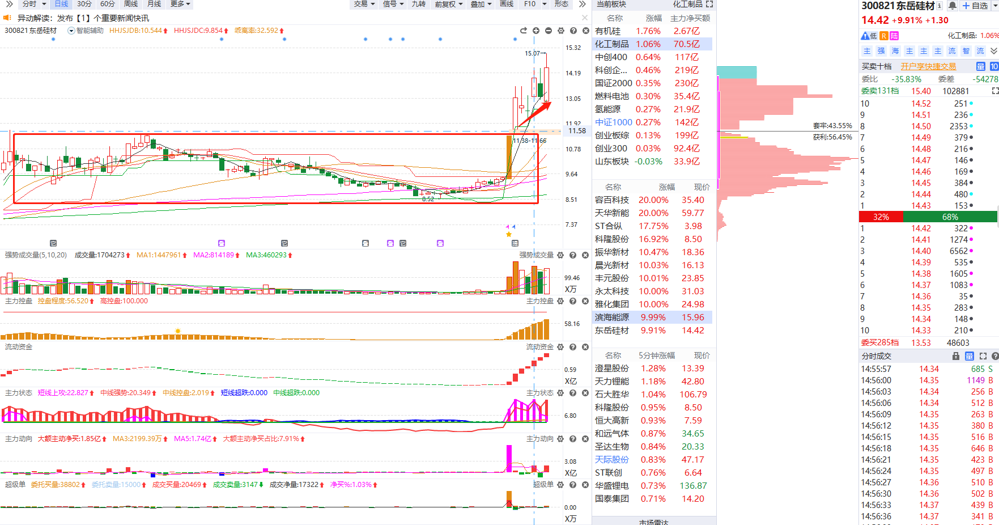 分时 日线 30分 60分 周线 月线 更多 交易 信号 九转 前复权 叠加 画线 F10 形态
异动解读：发布【1】个重要新闻快讯
300821 东岳硅材 智能辅助 HHJSJDB:10.544 HHJSJDC:9.854 乖离率:32.592
15.32
15.07
14.19
13.05
11.92
11.58
11.38-11.66
10.78
9.64
8.52
8.51
7.37
强势成交量(5,10,20) 成交量:1704273 MA1:1447961 MA2:814189 MA3:460293 强势成交量
99.46
X万
主力控盘 控盘程度:56.520 高控盘:100.000 主力控盘
58.16
流动资金 流动资金
0.59
X亿
主力状态 短线上攻:22.827 中线强势:20.349 中线控盘:2.019 短线超跌:0.000 中线超跌:0.000 主力状态
6.80
主力动向 大额主动净买:1.85亿 MA3:2199.39万 MA5:1.74亿 大额主动净买占比:7.91% 主力动向
3.08
X亿
超级单 委托买量:38802 委托卖量:15000 成交买量:20469 成交卖量:3147 成交净量:17322 净买%:1.03% 超级单
0.00
X万
当前板块 化工制品
名称 涨幅 主力净买额
有机硅 1.76% 2.67亿
化工制品 1.06% 70.5亿
中创400 0.64% 117亿
科创企... 0.46% 219亿
国证2000 0.35% 230亿
燃料电池 0.30% 35.4亿
氢能源 0.27% 21.9亿
中证1000 0.27% 142亿
创业板综 0.13% 199亿
创业300 0.03% 92.4亿
山东板块 -0.03% 33.9亿
名称 涨幅 现价
容百科技 20.00% 35.40
天华新能 20.00% 59.77
ST合纵 17.75% 3.98
科隆股份 16.92% 8.50
振华新材 10.47% 18.36
晨光新材 10.03% 16.13
丰元股份 10.01% 23.85
永太科技 10.00% 31.03
雅化集团 10.00% 24.98
滨海能源 9.99% 15.96
东岳硅材 9.91% 14.42
名称 5分钟涨幅 现价
澄星股份 1.28% 13.39
天力锂能 1.18% 42.80
石大胜华 1.04% 106.79
科隆股份 0.95% 8.50
恒大高新 0.93% 7.59
和远气体 0.87% 34.65
圣达生物 0.84% 20.33
天际股份 0.83% 47.17
ST联创 0.76% 6.64
华盛锂电 0.73% 136.87
国泰集团 0.71% 14.20
市场雷达
套牢:43.55%
获利:56.45%
300821 东岳硅材 自选
14.42 +9.91% +1.30
低 R 陆 化工制品: 1.06%
主 强 海 主 主 主 流 智 流
买卖十档 开户享快捷交易 量 10
委比 -35.83% 委差 -54278
委卖131档 15.40 102881
10 14.52 251
9 14.51 236
8 14.50 2353
7 14.49 379
6 14.48 216
5 14.47 146
4 14.46 169
3 14.45 384
2 14.44 480
1 14.43 153
32% 68%
1 14.42 322
2 14.41 1274
3 14.40 6562
4 14.39 535
5 14.38 1605
6 14.37 1083
7 14.36 35
8 14.35 283
9 14.34 148
10 14.33 210
委买285档 13.53 48603
分时成交 量
14:55:57 14.34 685 S
14:56:00 14.35 1149 B
14:56:03 14.34 256 B
14:56:06 14.34 512 B
14:56:09 14.35 263 B
14:56:12 14.35 380 B
14:56:15 14.35 516 B
14:56:18 14.35 646 B
14:56:21 14.35 423 B
14:56:24 14.35 497 B
14:56:27 14.36 510 B
14:56:30 14.36 502 B
14:56:33 14.37 439 B
14:56:36 14.37 341 B